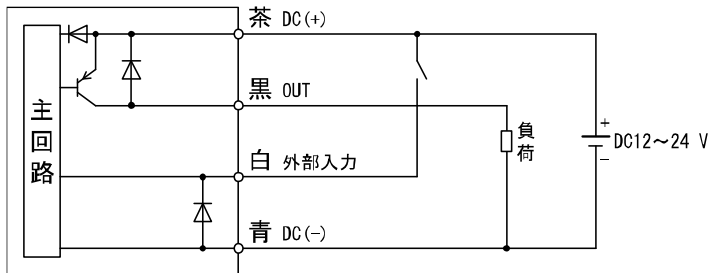 茶 DC(+)
黒 OUT
主回路
負荷
+
DC12～24 V
−
白 外部入力
青 DC(−)